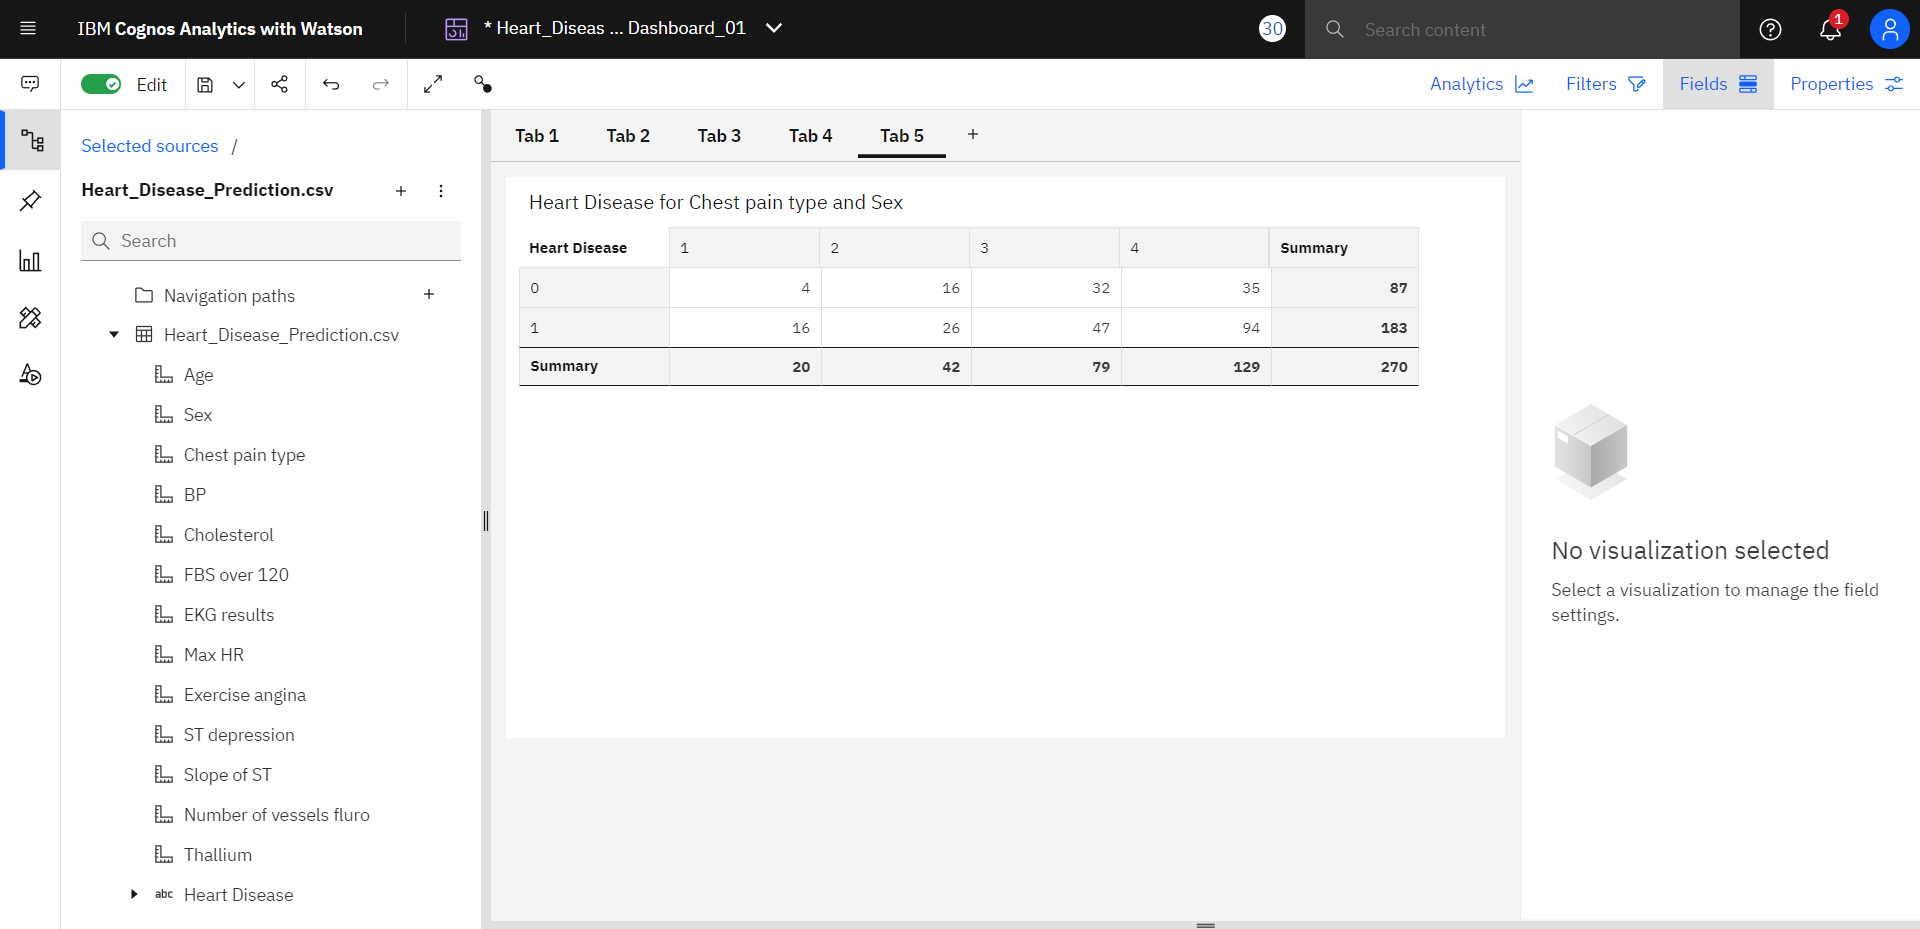 IBM Cognos Analytics with Watson
* Heart_Diseas ... Dashboard_01
30
Search content
1
Edit
Analytics
Filters
Fields
Properties
Selected sources /
Heart_Disease_Prediction.csv
Search
Navigation paths
Heart_Disease_Prediction.csv
Age
Sex
Chest pain type
BP
Cholesterol
FBS over 120
EKG results
Max HR
Exercise angina
ST depression
Slope of ST
Number of vessels fluro
Thallium
abc Heart Disease
Tab 1 Tab 2 Tab 3 Tab 4 Tab 5
Heart Disease for Chest pain type and Sex
Heart Disease 1 2 3 4 Summary
0 4 16 32 35 87
1 16 26 47 94 183
Summary 20 42 79 129 270
No visualization selected
Select a visualization to manage the field
settings.